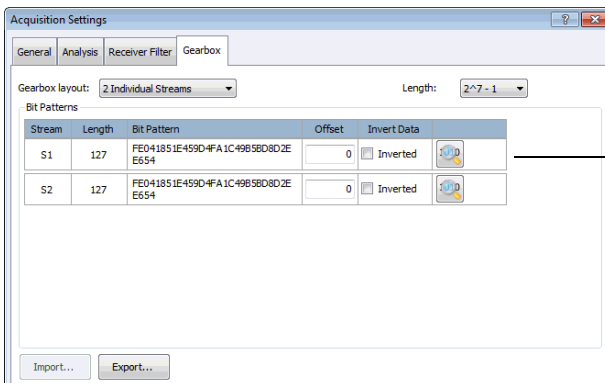 Acquisition Settings
General Analysis Receiver Filter Gearbox
Gearbox layout: 2 Individual Streams Length: 2^7 - 1
Bit Patterns
Stream Length Bit Pattern Offset Invert Data
S1 127 FE041851E459D4FA1C49B5BD8D2E 0 Inverted
E654
S2 127 FE041851E459D4FA1C49B5BD8D2E 0 Inverted
E654
Import... Export...